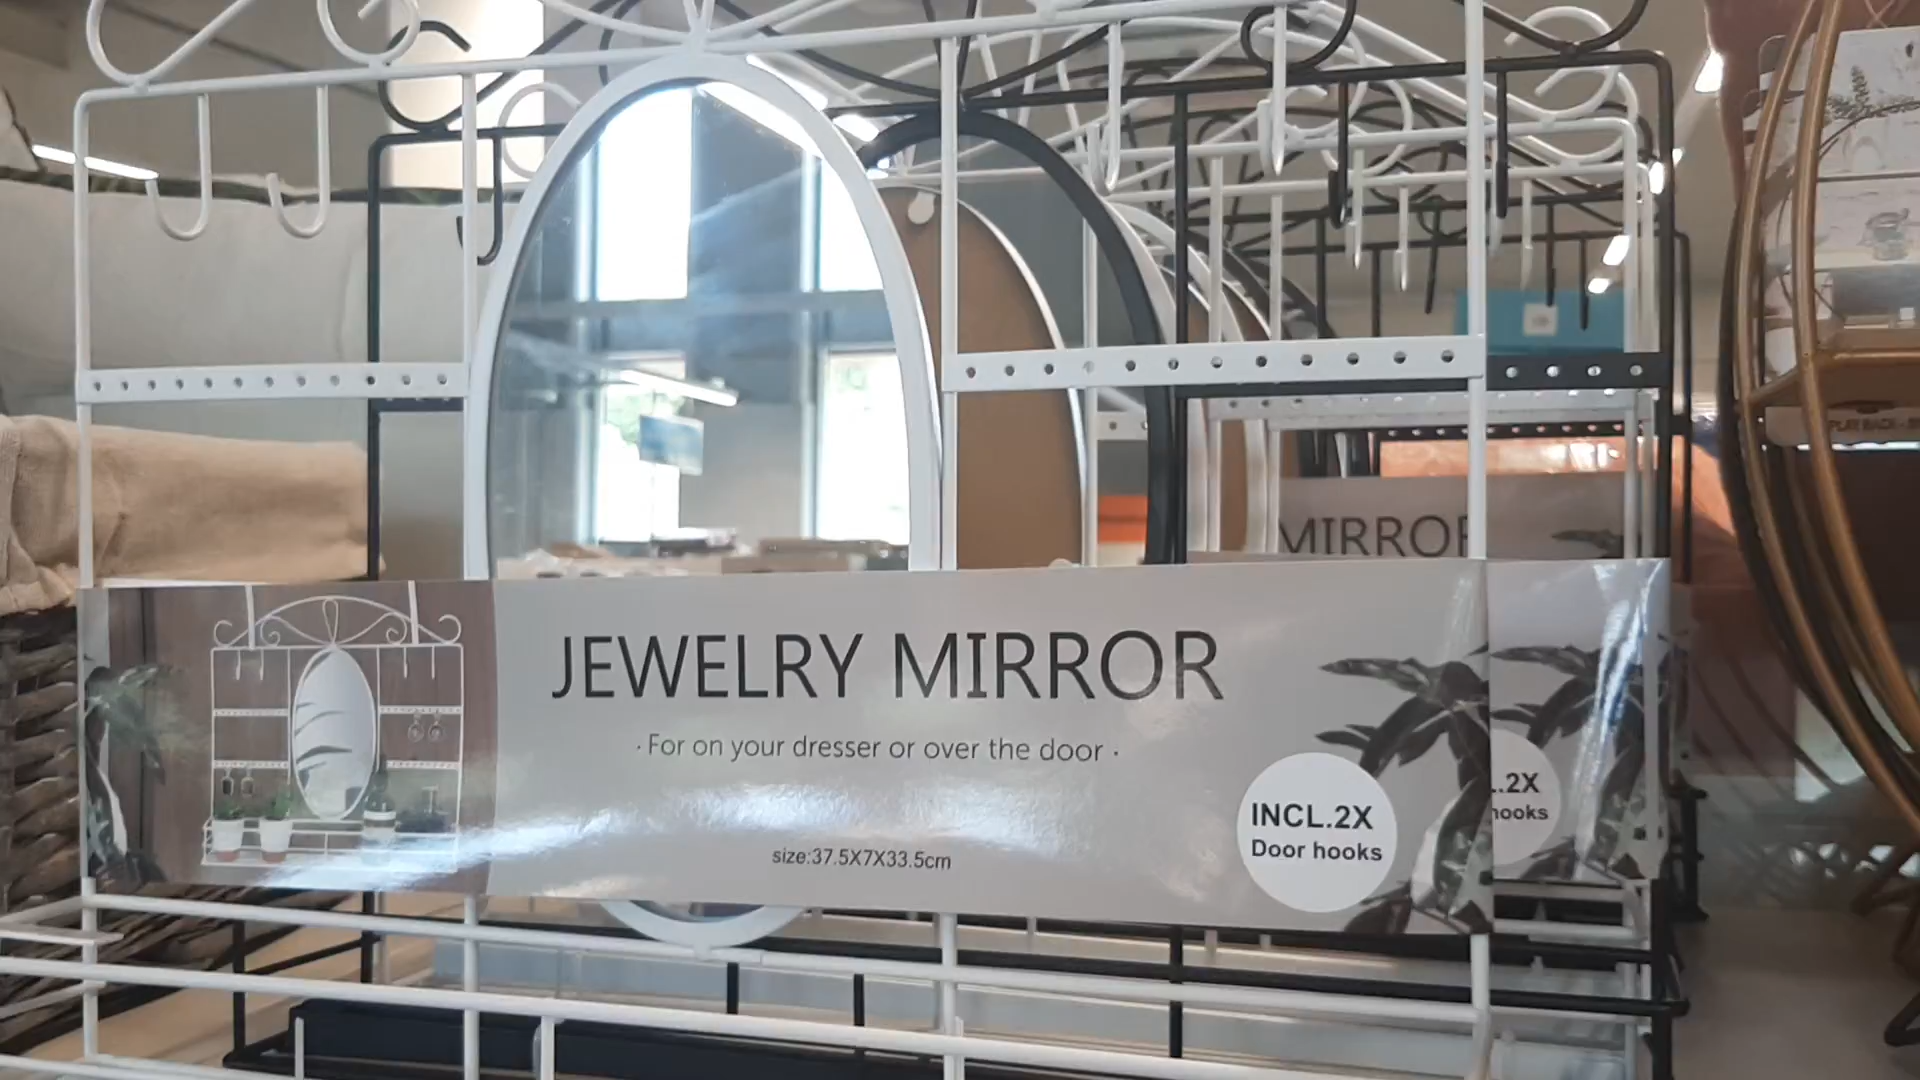 JEWELRY MIRROR
· For on your dresser or over the door ·
size:37.5X7X33.5cm
INCL.2X
Door hooks
.2X
hooks
MIRROR